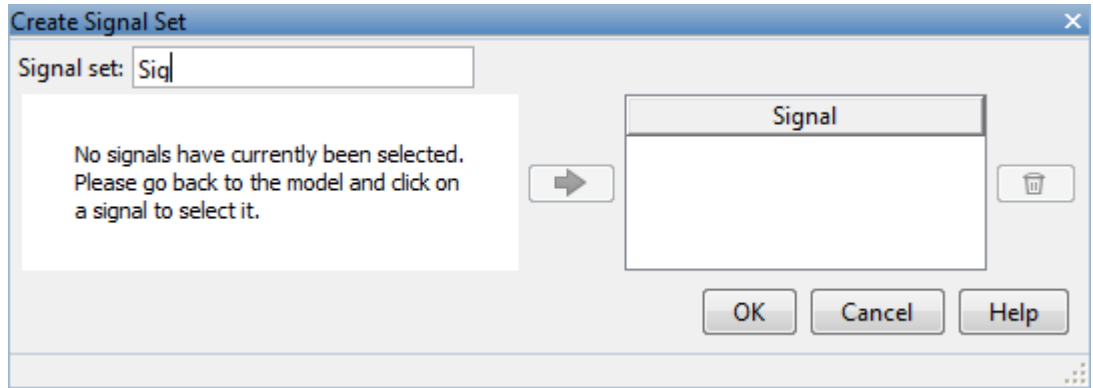 Create Signal Set
Signal set: Sig
Signal
No signals have currently been selected.
Please go back to the model and click on
a signal to select it.
OK Cancel Help